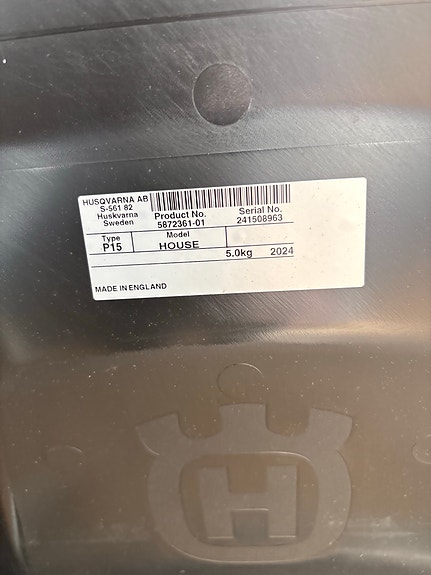 HUSQVARNA AB
S-561 82
Huskvarna
Sweden
Product No.
5872361-01
Serial No.
241508963
Type
P15
Model
HOUSE
5.0kg 2024
MADE IN ENGLAND
H